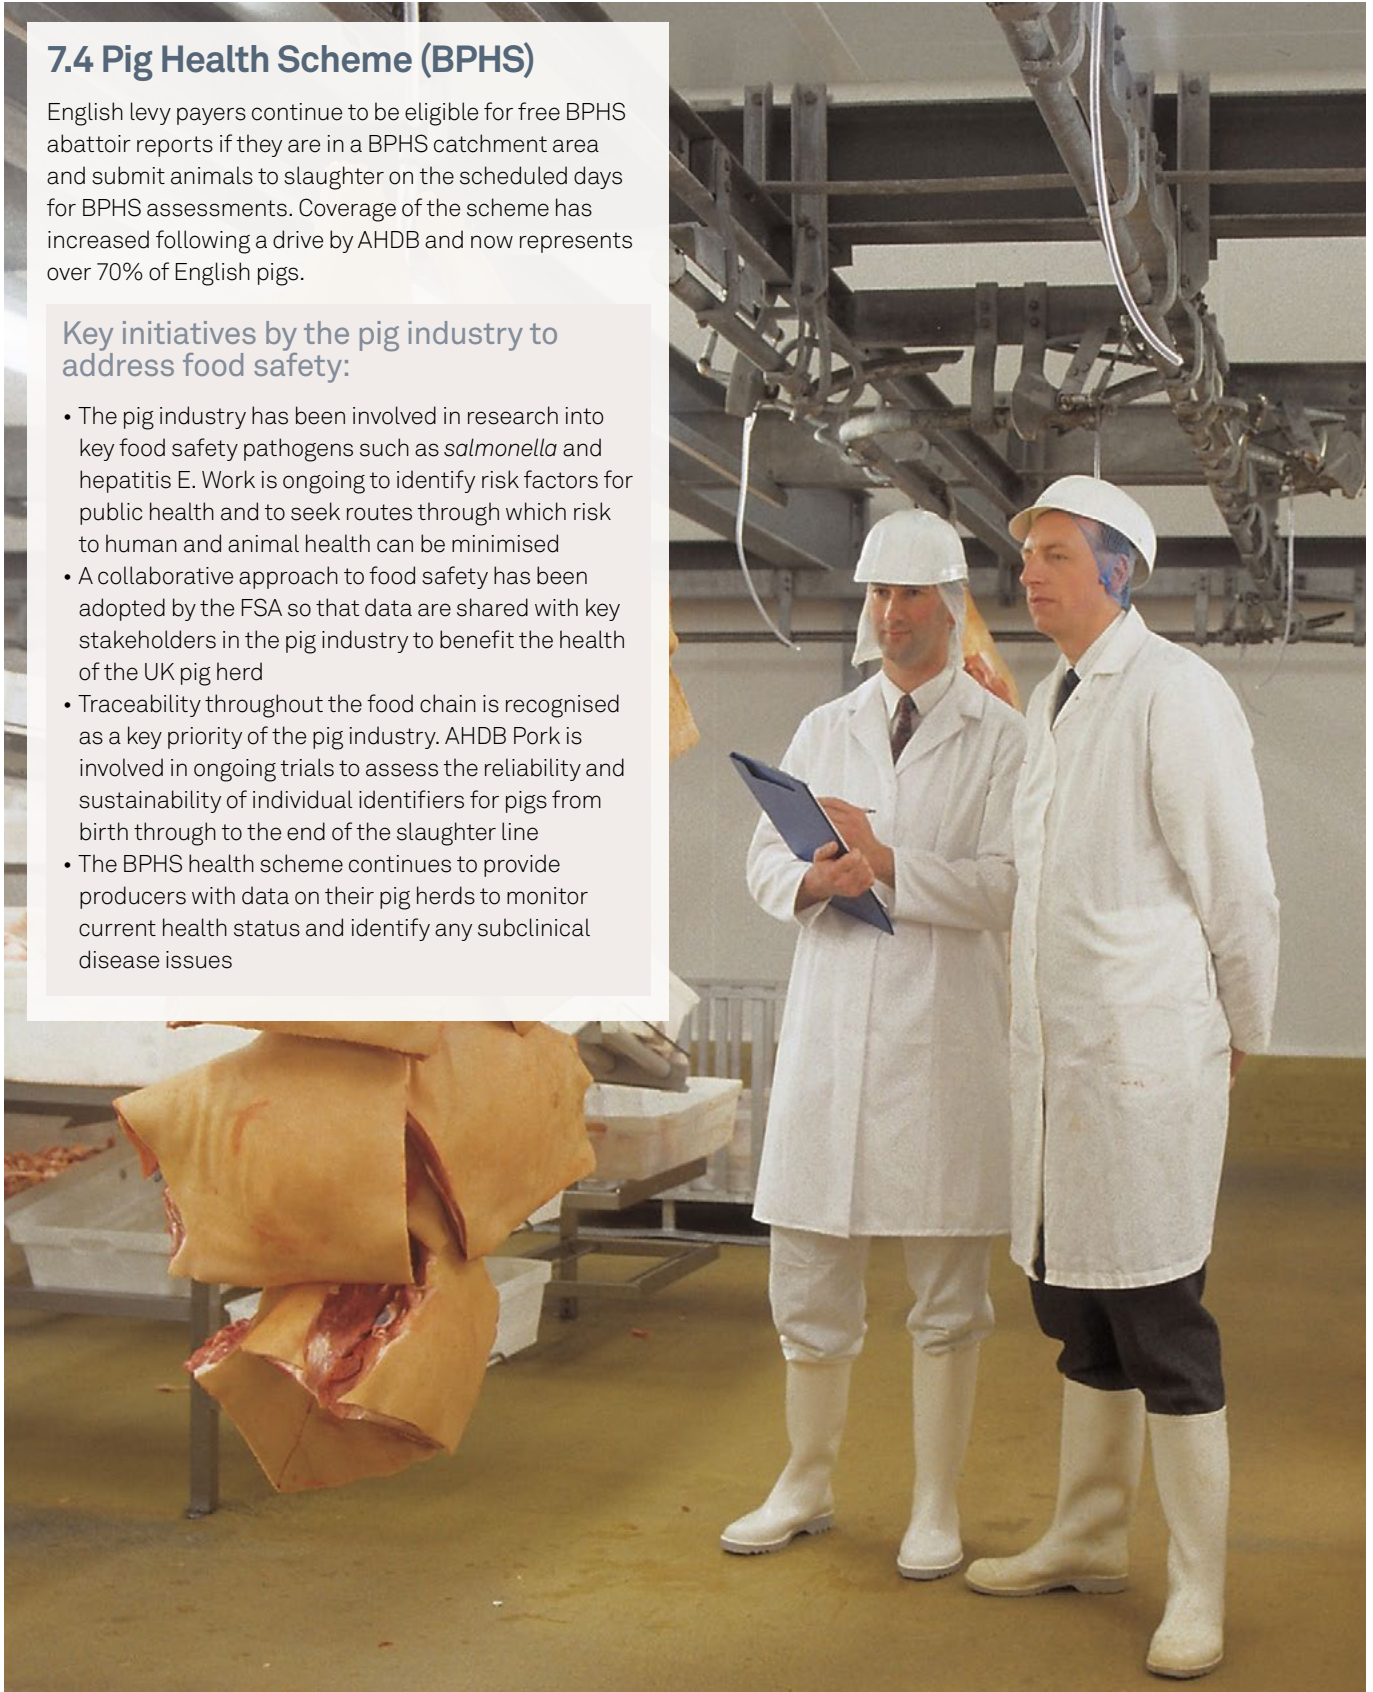 7.4 Pig Health Scheme (BPHS)
English levy payers continue to be eligible for free BPHS
abattoir reports if they are in a BPHS catchment area
and submit animals to slaughter on the scheduled days
for BPHS assessments. Coverage of the scheme has
increased following a drive by AHDB and now represents
over 70% of English pigs.
Key initiatives by the pig industry to
address food safety:
• The pig industry has been involved in research into
key food safety pathogens such as salmonella and
hepatitis E. Work is ongoing to identify risk factors for
public health and to seek routes through which risk
to human and animal health can be minimised
• A collaborative approach to food safety has been
adopted by the FSA so that data are shared with key
stakeholders in the pig industry to benefit the health
of the UK pig herd
• Traceability throughout the food chain is recognised
as a key priority of the pig industry. AHDB Pork is
involved in ongoing trials to assess the reliability and
sustainability of individual identifiers for pigs from
birth through to the end of the slaughter line
• The BPHS health scheme continues to provide
producers with data on their pig herds to monitor
current health status and identify any subclinical
disease issues